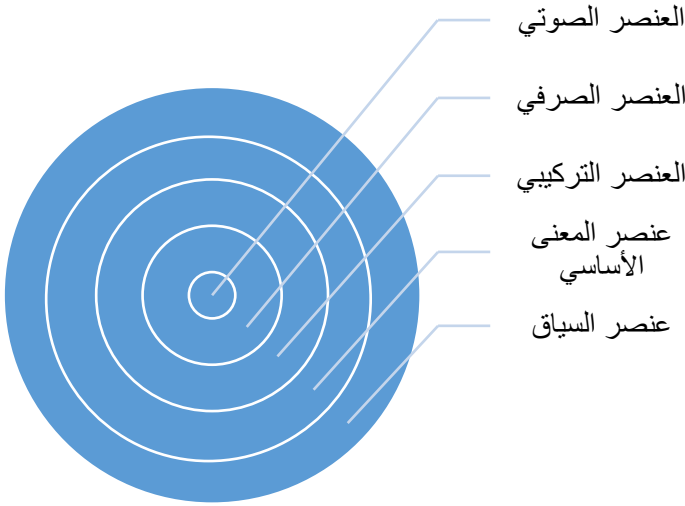 العنصر الصوتي
العنصر الصرفي
العنصر التركيبي
عنصر المعنى
الأساسي
عنصر السياق